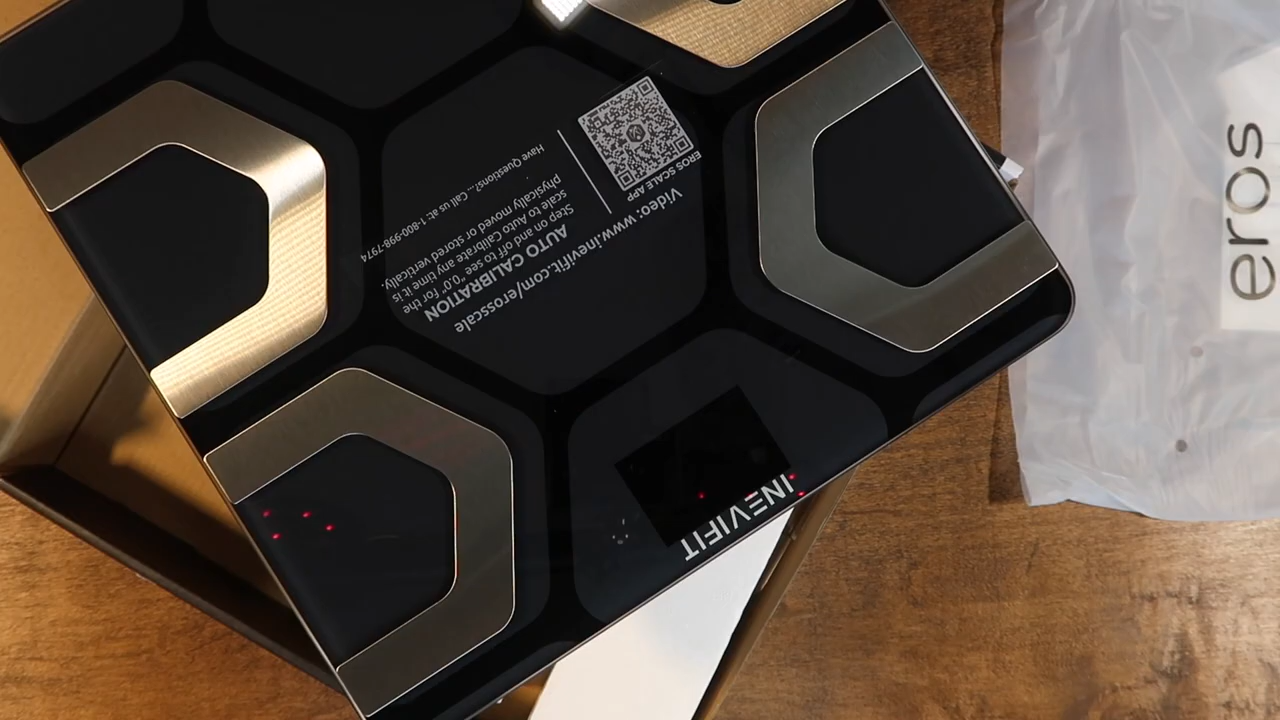 Video: www.inevifit.com/erosscale
AUTO CALIBRATION
Step on and off to see "0.0" for the
scale to Auto Calibrate any time it is
physically moved or stored vertically.
Have Questions?... Call us at: 1-800-998-7974
EROS SCALE APP
INEVIFIT
eros